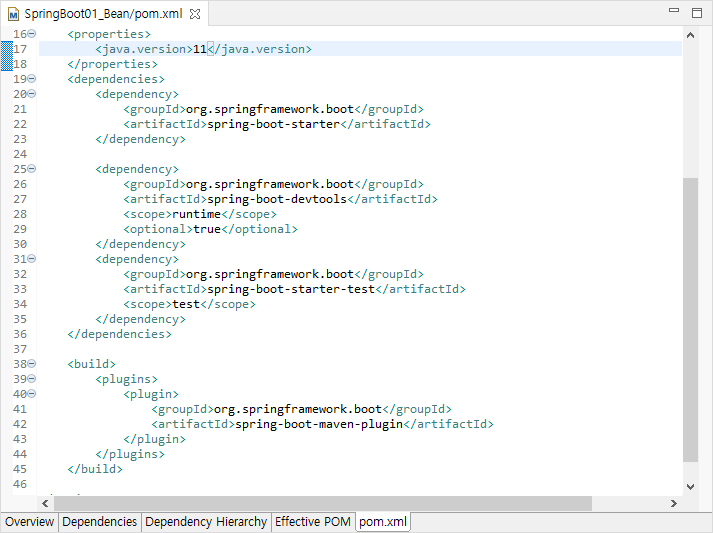 SpringBoot01_Bean/pom.xml
16 <properties>
17 <java.version>11</java.version>
18 </properties>
19 <dependencies>
20 <dependency>
21 <groupId>org.springframework.boot</groupId>
22 <artifactId>spring-boot-starter</artifactId>
23 </dependency>
24
25 <dependency>
26 <groupId>org.springframework.boot</groupId>
27 <artifactId>spring-boot-devtools</artifactId>
28 <scope>runtime</scope>
29 <optional>true</optional>
30 </dependency>
31 <dependency>
32 <groupId>org.springframework.boot</groupId>
33 <artifactId>spring-boot-starter-test</artifactId>
34 <scope>test</scope>
35 </dependency>
36 </dependencies>
37
38 <build>
39 <plugins>
40 <plugin>
41 <groupId>org.springframework.boot</groupId>
42 <artifactId>spring-boot-maven-plugin</artifactId>
43 </plugin>
44 </plugins>
45 </build>
46
Overview Dependencies Dependency Hierarchy Effective POM pom.xml